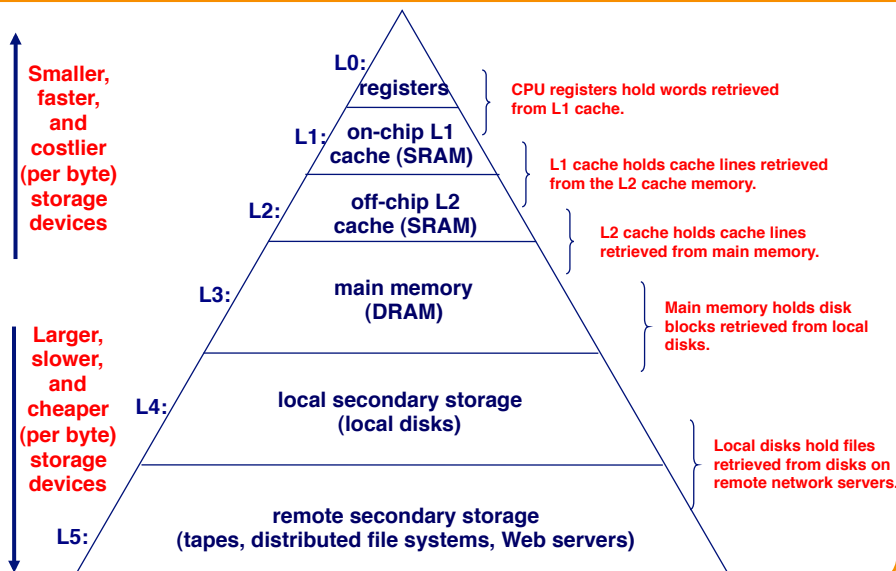 Smaller,
faster,
and
costlier
(per byte)
storage
devices
Larger,
slower,
and
cheaper
(per byte)
storage
devices
L0:
registers
CPU registers hold words retrieved
from L1 cache.
L1:
on-chip L1
cache (SRAM)
L1 cache holds cache lines retrieved
from the L2 cache memory.
L2:
off-chip L2
cache (SRAM)
L2 cache holds cache lines
retrieved from main memory.
L3:
main memory
(DRAM)
Main memory holds disk
blocks retrieved from local
disks.
L4:
local secondary storage
(local disks)
Local disks hold files
retrieved from disks on
remote network servers.
L5:
remote secondary storage
(tapes, distributed file systems, Web servers)